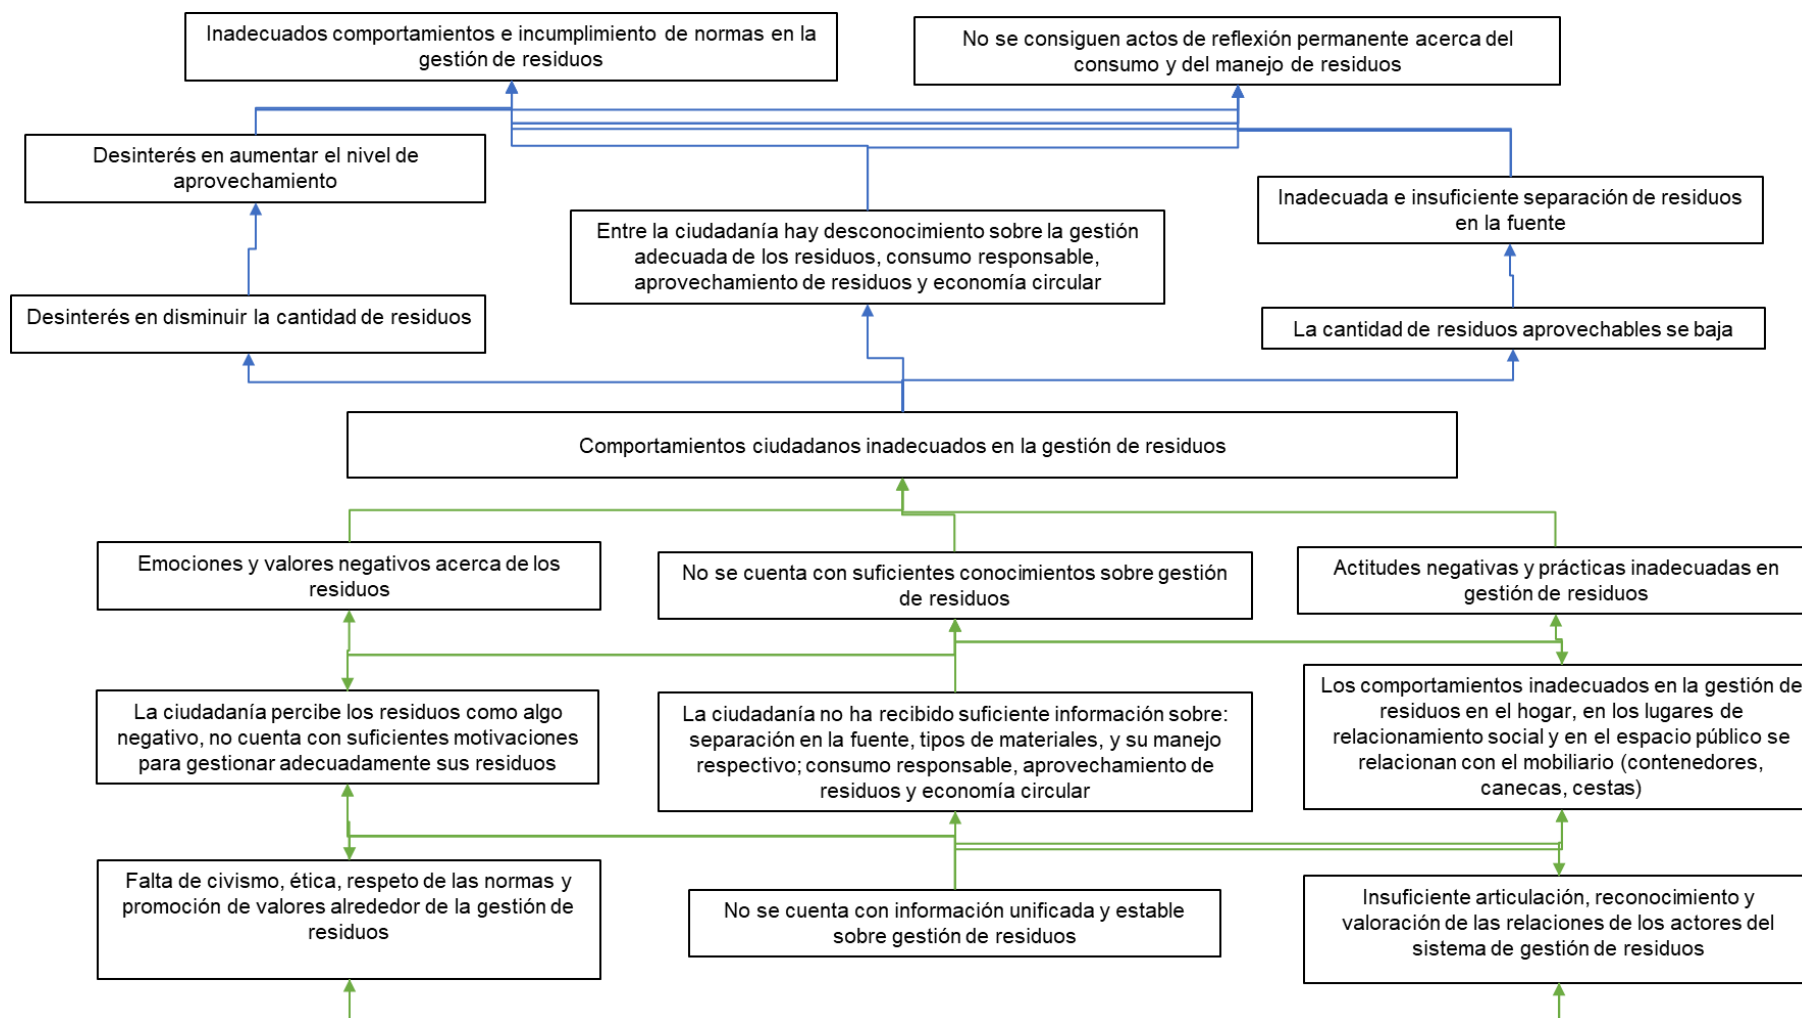 Inadecuados comportamientos e incumplimiento de normas en la
gestión de residuos
No se consiguen actos de reflexión permanente acerca del
consumo y del manejo de residuos
Desinterés en aumentar el nivel de
aprovechamiento
Entre la ciudadanía hay desconocimiento sobre la gestión
adecuada de los residuos, consumo responsable,
aprovechamiento de residuos y economía circular
Inadecuada e insuficiente separación de residuos
en la fuente
Desinterés en disminuir la cantidad de residuos
La cantidad de residuos aprovechables se baja
Comportamientos ciudadanos inadecuados en la gestión de residuos
Emociones y valores negativos acerca de los
residuos
No se cuenta con suficientes conocimientos sobre gestión
de residuos
Actitudes negativas y prácticas inadecuadas en
gestión de residuos
La ciudadanía percibe los residuos como algo
negativo, no cuenta con suficientes motivaciones
para gestionar adecuadamente sus residuos
La ciudadanía no ha recibido suficiente información sobre:
separación en la fuente, tipos de materiales, y su manejo
respectivo; consumo responsable, aprovechamiento de
residuos y economía circular
Los comportamientos inadecuados en la gestión de
residuos en el hogar, en los lugares de
relacionamiento social y en el espacio público se
relacionan con el mobiliario (contenedores,
canecas, cestas)
Falta de civismo, ética, respeto de las normas y
promoción de valores alrededor de la gestión de
residuos
No se cuenta con información unificada y estable
sobre gestión de residuos
Insuficiente articulación, reconocimiento y
valoración de las relaciones de los actores del
sistema de gestión de residuos